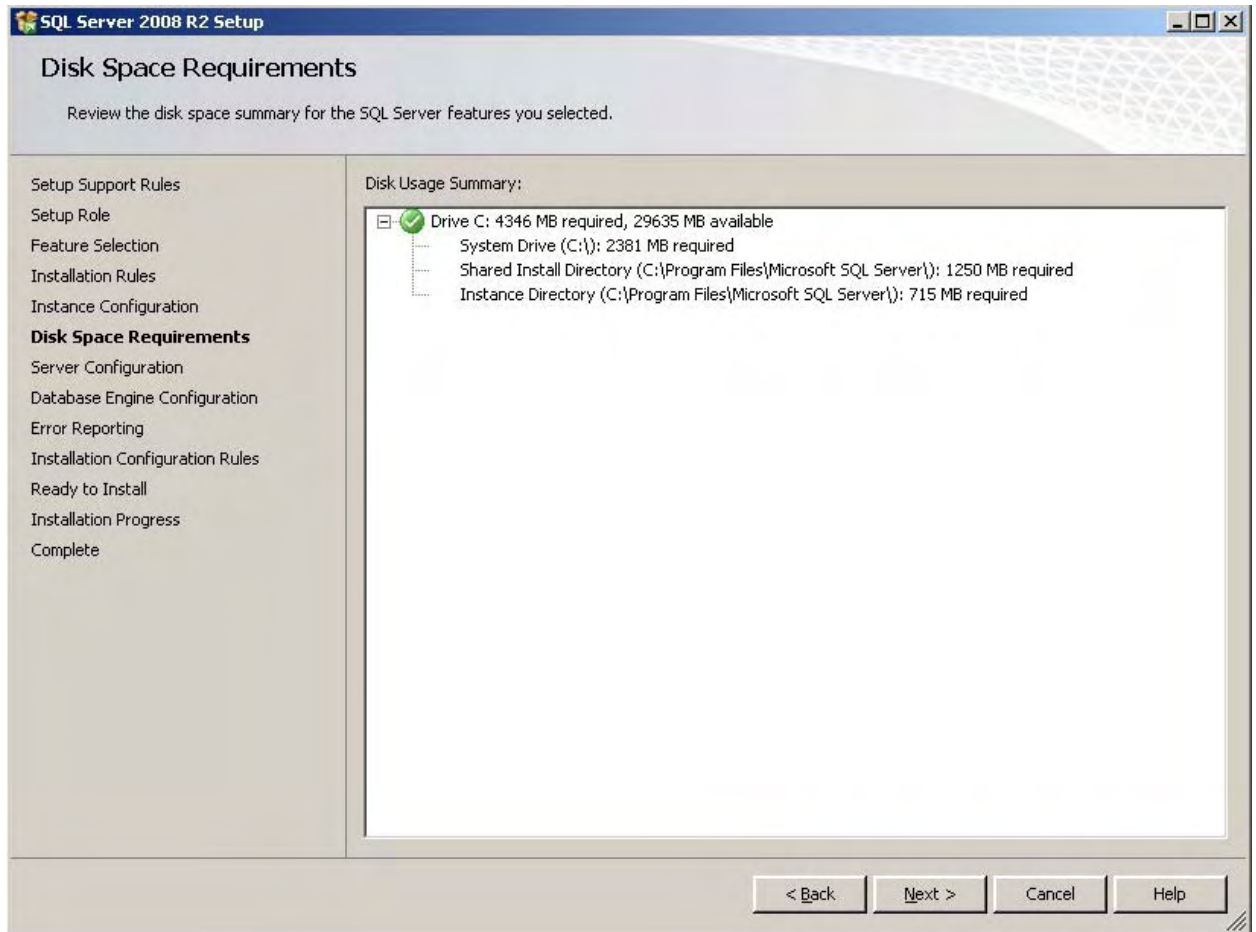 SQL Server 2008 R2 Setup
Disk Space Requirements
Review the disk space summary for the SQL Server features you selected.
Setup Support Rules
Setup Role
Feature Selection
Installation Rules
Instance Configuration
Disk Space Requirements
Server Configuration
Database Engine Configuration
Error Reporting
Installation Configuration Rules
Ready to Install
Installation Progress
Complete
Disk Usage Summary:
Drive C: 4346 MB required, 29635 MB available
System Drive (C:\): 2381 MB required
Shared Install Directory (C:\Program Files\Microsoft SQL Server\): 1250 MB required
Instance Directory (C:\Program Files\Microsoft SQL Server\): 715 MB required
< Back Next > Cancel Help